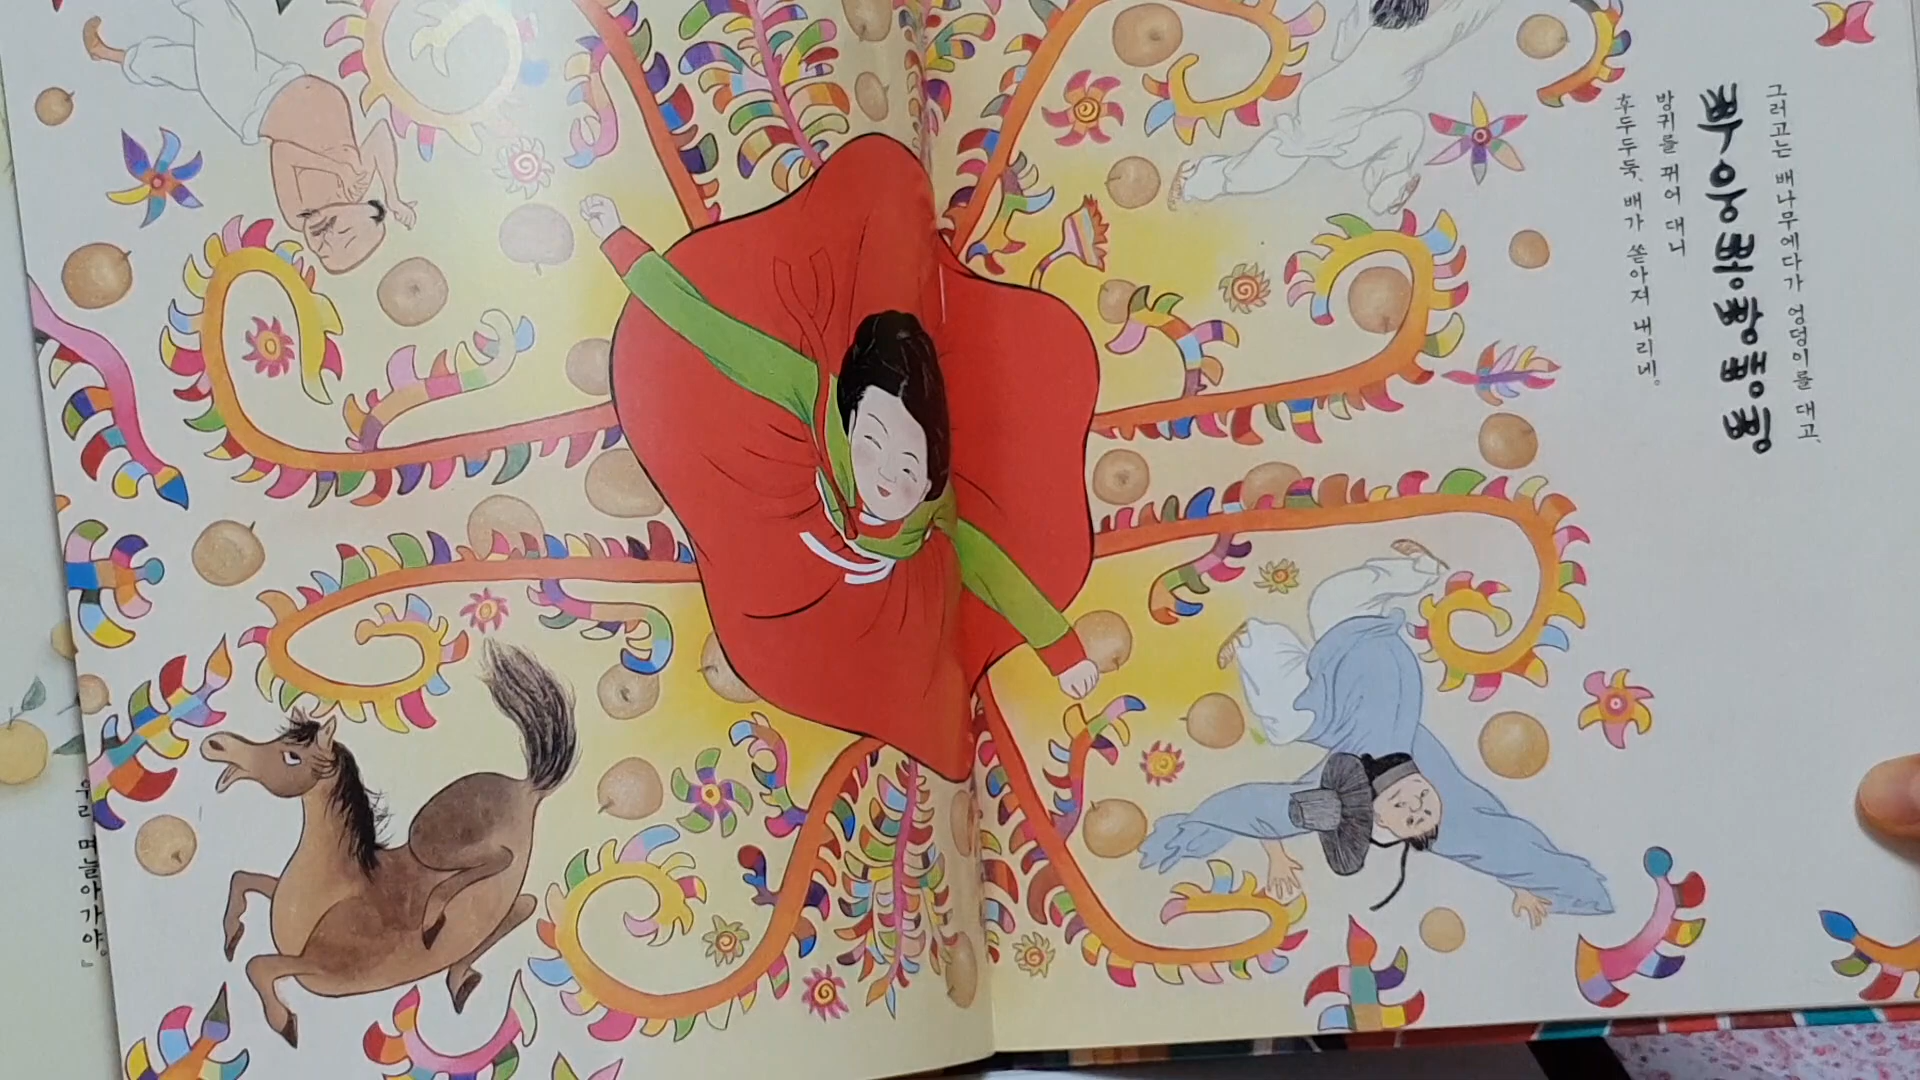 그러고는 배나무에다가 엉덩이를 대고,
뿌웅뽕빵뺑삥
방귀를 뀌어 대니
후두두둑, 배가 쏟아져 내리네.
우리 며늘아가야.』